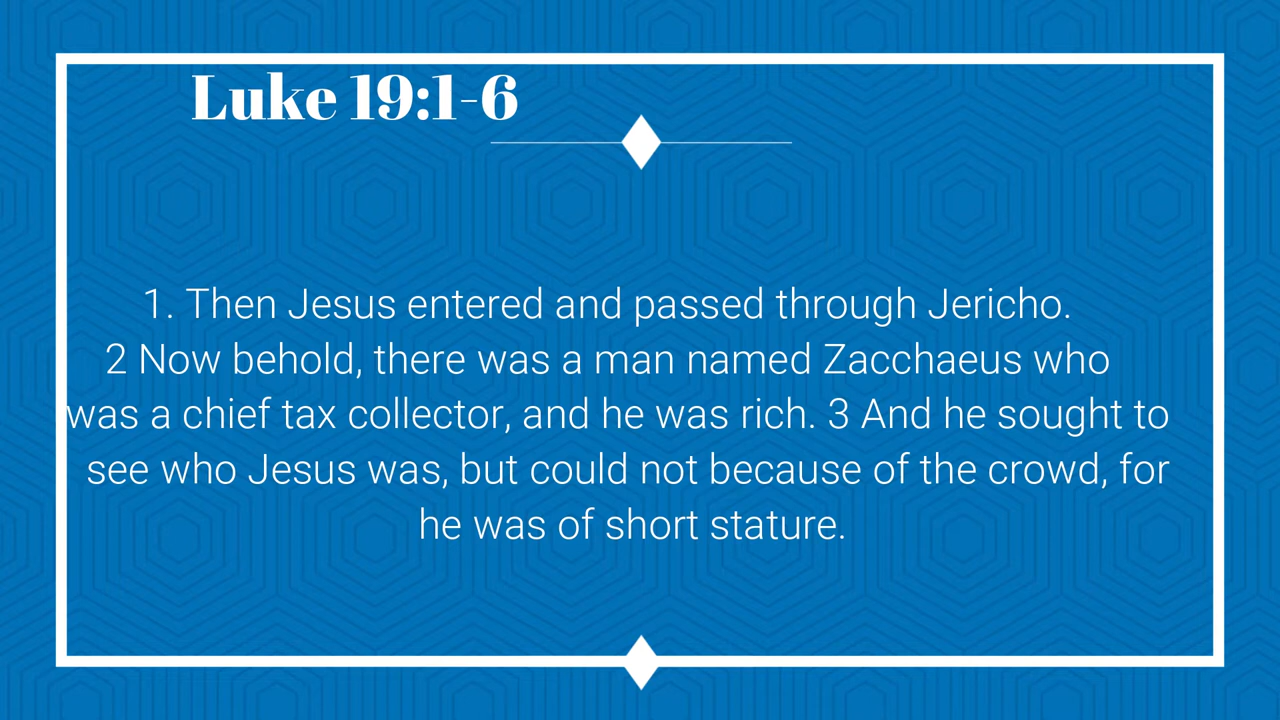 Luke 19:1-6
1. Then Jesus entered and passed through Jericho.
2 Now behold, there was a man named Zacchaeus who
was a chief tax collector, and he was rich. 3 And he sought to
see who Jesus was, but could not because of the crowd, for
he was of short stature.